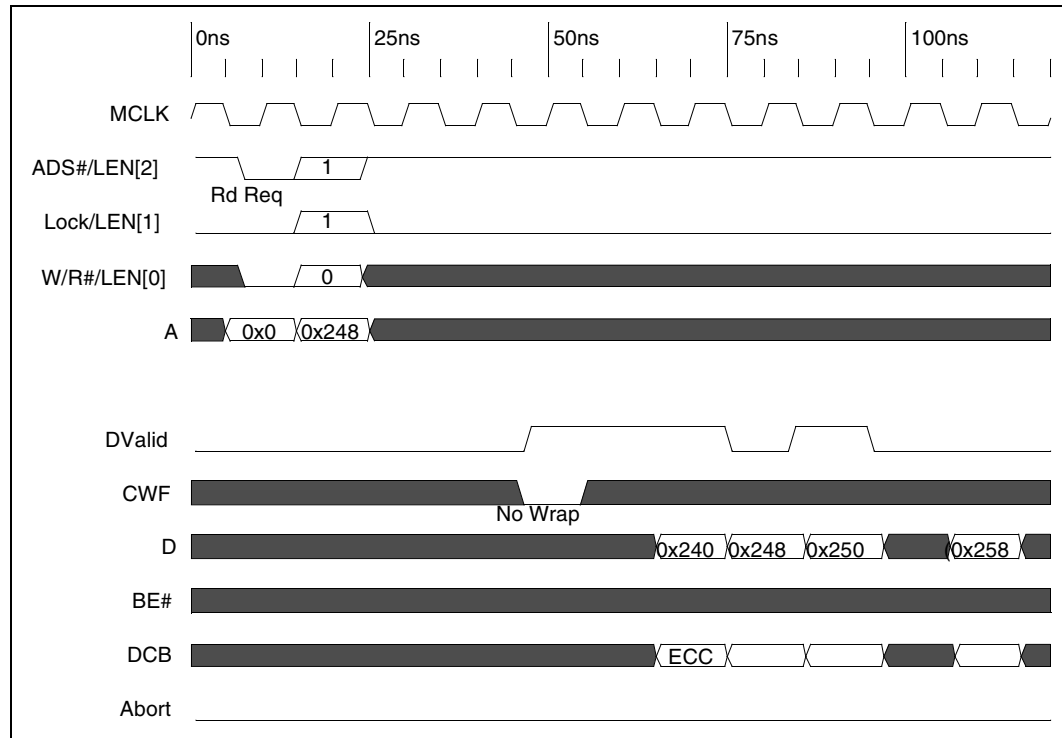 0ns 25ns 50ns 75ns 100ns
MCLK
ADS#/LEN[2] 1
Rd Req
Lock/LEN[1] 1
W/R#/LEN[0] 0
A 0x0 0x248
DValid
CWF
No Wrap
D 0x240 0x248 0x250 0x258
BE#
DCB ECC
Abort